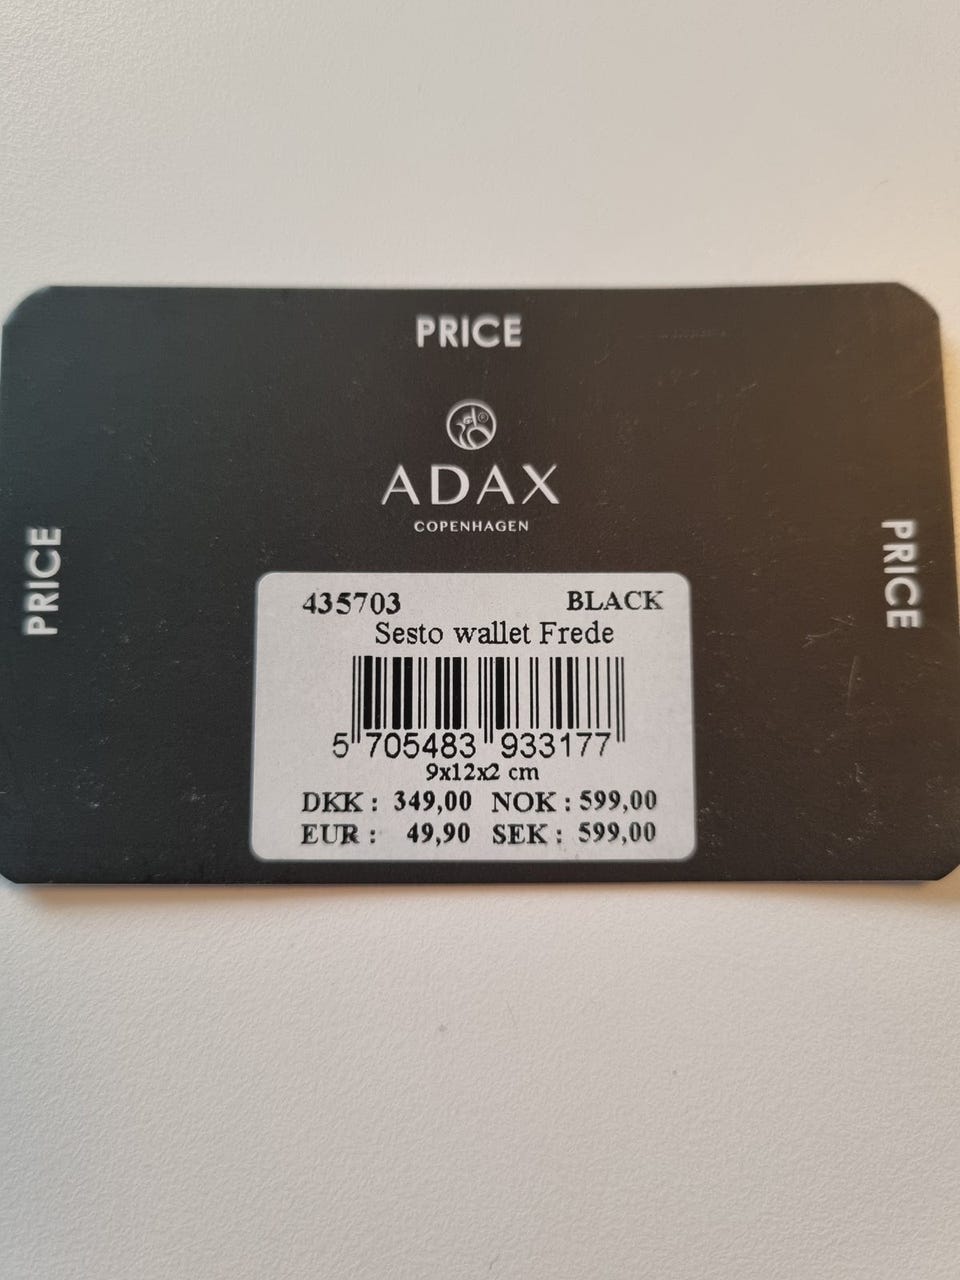 PRICE
ADAX
COPENHAGEN
PRICE
PRICE
435703 BLACK
Sesto wallet Frede
5 705483 933177
9x12x2 cm
DKK : 349,00 NOK : 599,00
EUR : 49,90 SEK : 599,00